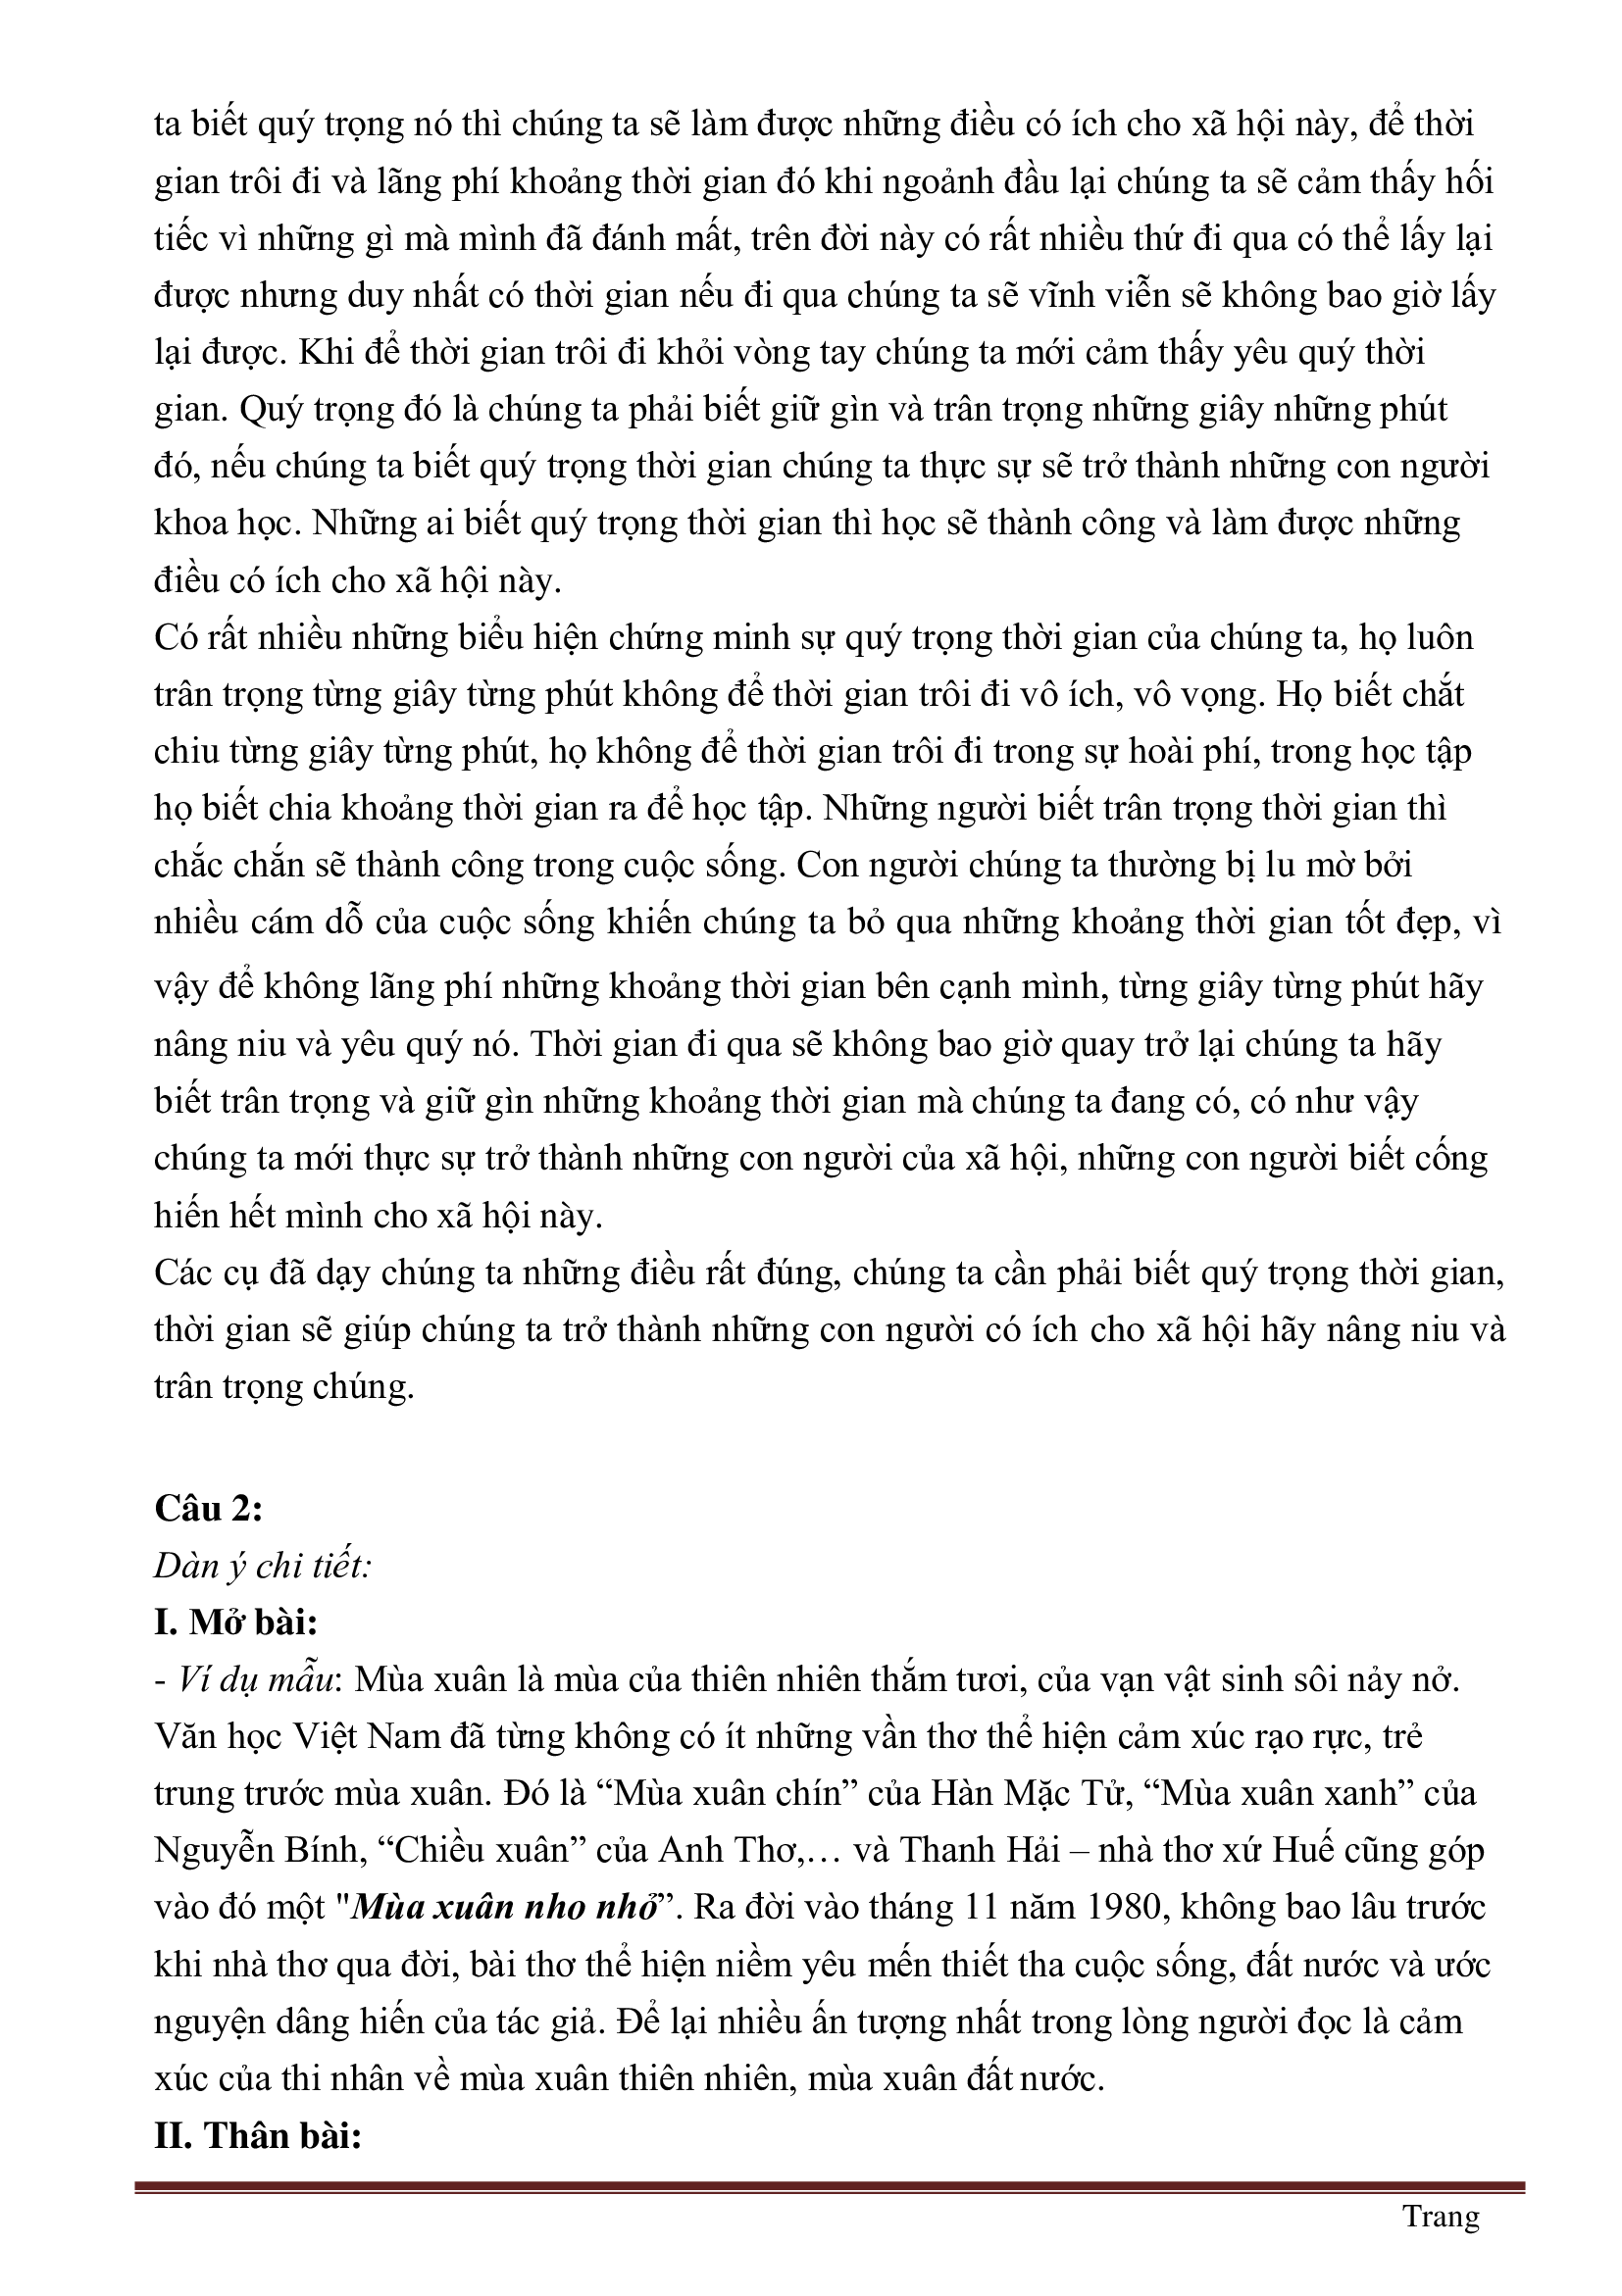 ta biết quý trọng nó thì chúng ta sẽ làm được những điều có ích cho xã hội này, để thời
gian trôi đi và lãng phí khoảng thời gian đó khi ngoảnh đầu lại chúng ta sẽ cảm thấy hối
tiếc vì những gì mà mình đã đánh mất, trên đời này có rất nhiều thứ đi qua có thể lấy lại
được nhưng duy nhất có thời gian nếu đi qua chúng ta sẽ vĩnh viễn sẽ không bao giờ lấy
lại được. Khi để thời gian trôi đi khỏi vòng tay chúng ta mới cảm thấy yêu quý thời
gian. Quý trọng đó là chúng ta phải biết giữ gìn và trân trọng những giây những phút
đó, nếu chúng ta biết quý trọng thời gian chúng ta thực sự sẽ trở thành những con người
khoa học. Những ai biết quý trọng thời gian thì học sẽ thành công và làm được những
điều có ích cho xã hội này.
Có rất nhiều những biểu hiện chứng minh sự quý trọng thời gian của chúng ta, họ luôn
trân trọng từng giây từng phút không để thời gian trôi đi vô ích, vô vọng. Họ biết chắt
chiu từng giây từng phút, họ không để thời gian trôi đi trong sự hoài phí, trong học tập
họ biết chia khoảng thời gian ra để học tập. Những người biết trân trọng thời gian thì
chắc chắn sẽ thành công trong cuộc sống. Con người chúng ta thường bị lu mờ bởi
nhiều cám dỗ của cuộc sống khiến chúng ta bỏ qua những khoảng thời gian tốt đẹp, vì
vậy để không lãng phí những khoảng thời gian bên cạnh mình, từng giây từng phút hãy
nâng niu và yêu quý nó. Thời gian đi qua sẽ không bao giờ quay trở lại chúng ta hãy
biết trân trọng và giữ gìn những khoảng thời gian mà chúng ta đang có, có như vậy
chúng ta mới thực sự trở thành những con người của xã hội, những con người biết cống
hiến hết mình cho xã hội này.
Các cụ đã dạy chúng ta những điều rất đúng, chúng ta cần phải biết quý trọng thời gian,
thời gian sẽ giúp chúng ta trở thành những con người có ích cho xã hội hãy nâng niu và
trân trọng chúng.
Câu 2:
Dàn ý chi tiết:
I. Mở bài:
- Ví dụ mẫu: Mùa xuân là mùa của thiên nhiên thắm tươi, của vạn vật sinh sôi nảy nở.
Văn học Việt Nam đã từng không có ít những vần thơ thể hiện cảm xúc rạo rực, trẻ
trung trước mùa xuân. Đó là “Mùa xuân chín” của Hàn Mặc Tử, “Mùa xuân xanh” của
Nguyễn Bính, “Chiều xuân” của Anh Thơ,… và Thanh Hải – nhà thơ xứ Huế cũng góp
vào đó một "Mùa xuân nho nhỏ”. Ra đời vào tháng 11 năm 1980, không bao lâu trước
khi nhà thơ qua đời, bài thơ thể hiện niềm yêu mến thiết tha cuộc sống, đất nước và ước
nguyện dâng hiến của tác giả. Để lại nhiều ấn tượng nhất trong lòng người đọc là cảm
xúc của thi nhân về mùa xuân thiên nhiên, mùa xuân đất nước.
II. Thân bài:
Trang